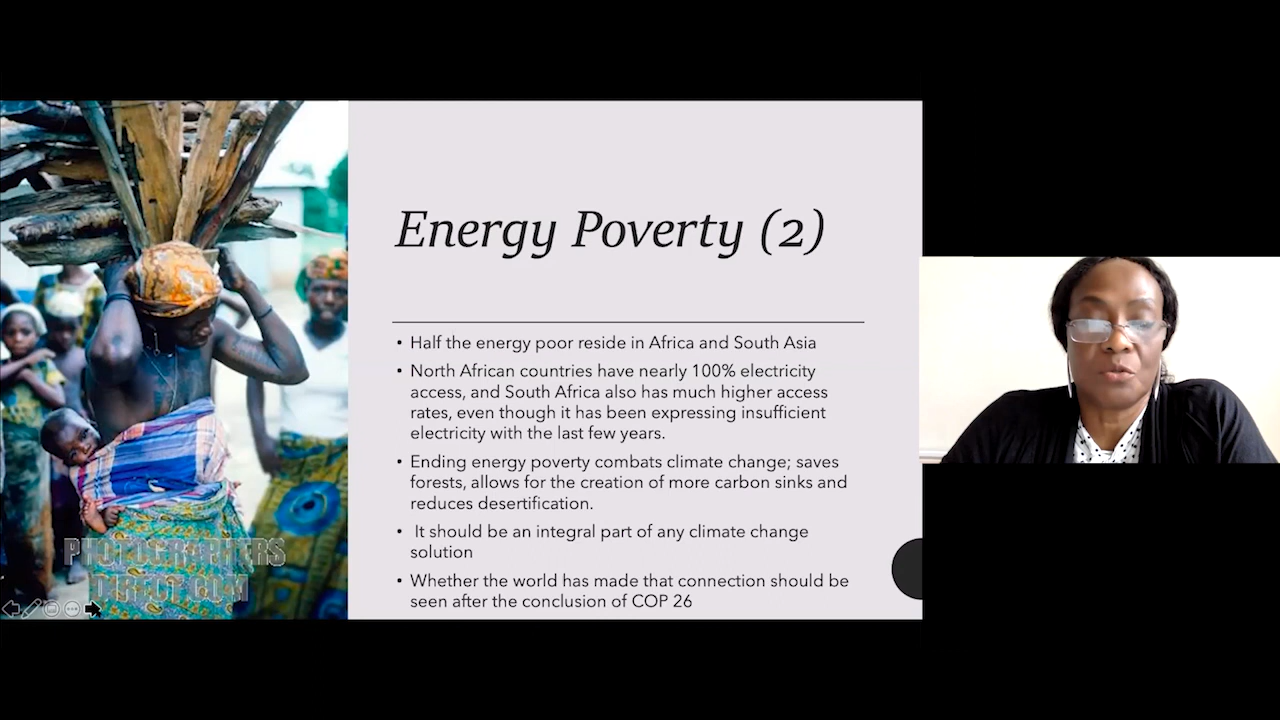 Energy Poverty (2)
• Half the energy poor reside in Africa and South Asia
• North African countries have nearly 100% electricity
access, and South Africa also has much higher access
rates, even though it has been expressing insufficient
electricity with the last few years.
• Ending energy poverty combats climate change; saves
forests, allows for the creation of more carbon sinks and
reduces desertification.
• It should be an integral part of any climate change
solution
• Whether the world has made that connection should be
seen after the conclusion of COP 26
PHOTOGRAPHERS
DIRECT.COM